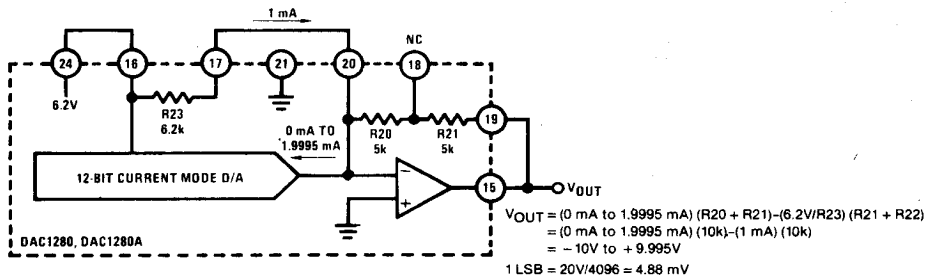 1 mA
NC
24
16
17
21
20
18
6.2V
R23
6.2k
0 mA TO
1.9995 mA
R20
5k
R21
5k
19
12-BIT CURRENT MODE D/A
−
+
15
VOUT
DAC1280, DAC1280A
VOUT = (0 mA to 1.9995 mA) (R20 + R21)-(6.2V/R23) (R21 + R22)
= (0 mA to 1.9995 mA) (10k)-(1 mA) (10k)
= −10V to +9.995V
1 LSB = 20V/4096 ≅ 4.88 mV